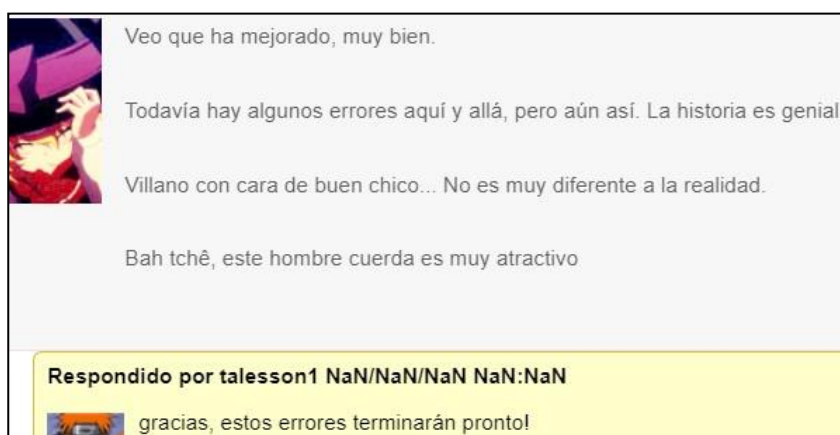 Veo que ha mejorado, muy bien.
Todavía hay algunos errores aquí y allá, pero aún así. La historia es genial
Villano con cara de buen chico... No es muy diferente a la realidad.
Bah tchê, este hombre cuerda es muy atractivo
Respondido por talesson1 NaN/NaN/NaN NaN:NaN
gracias, estos errores terminarán pronto!